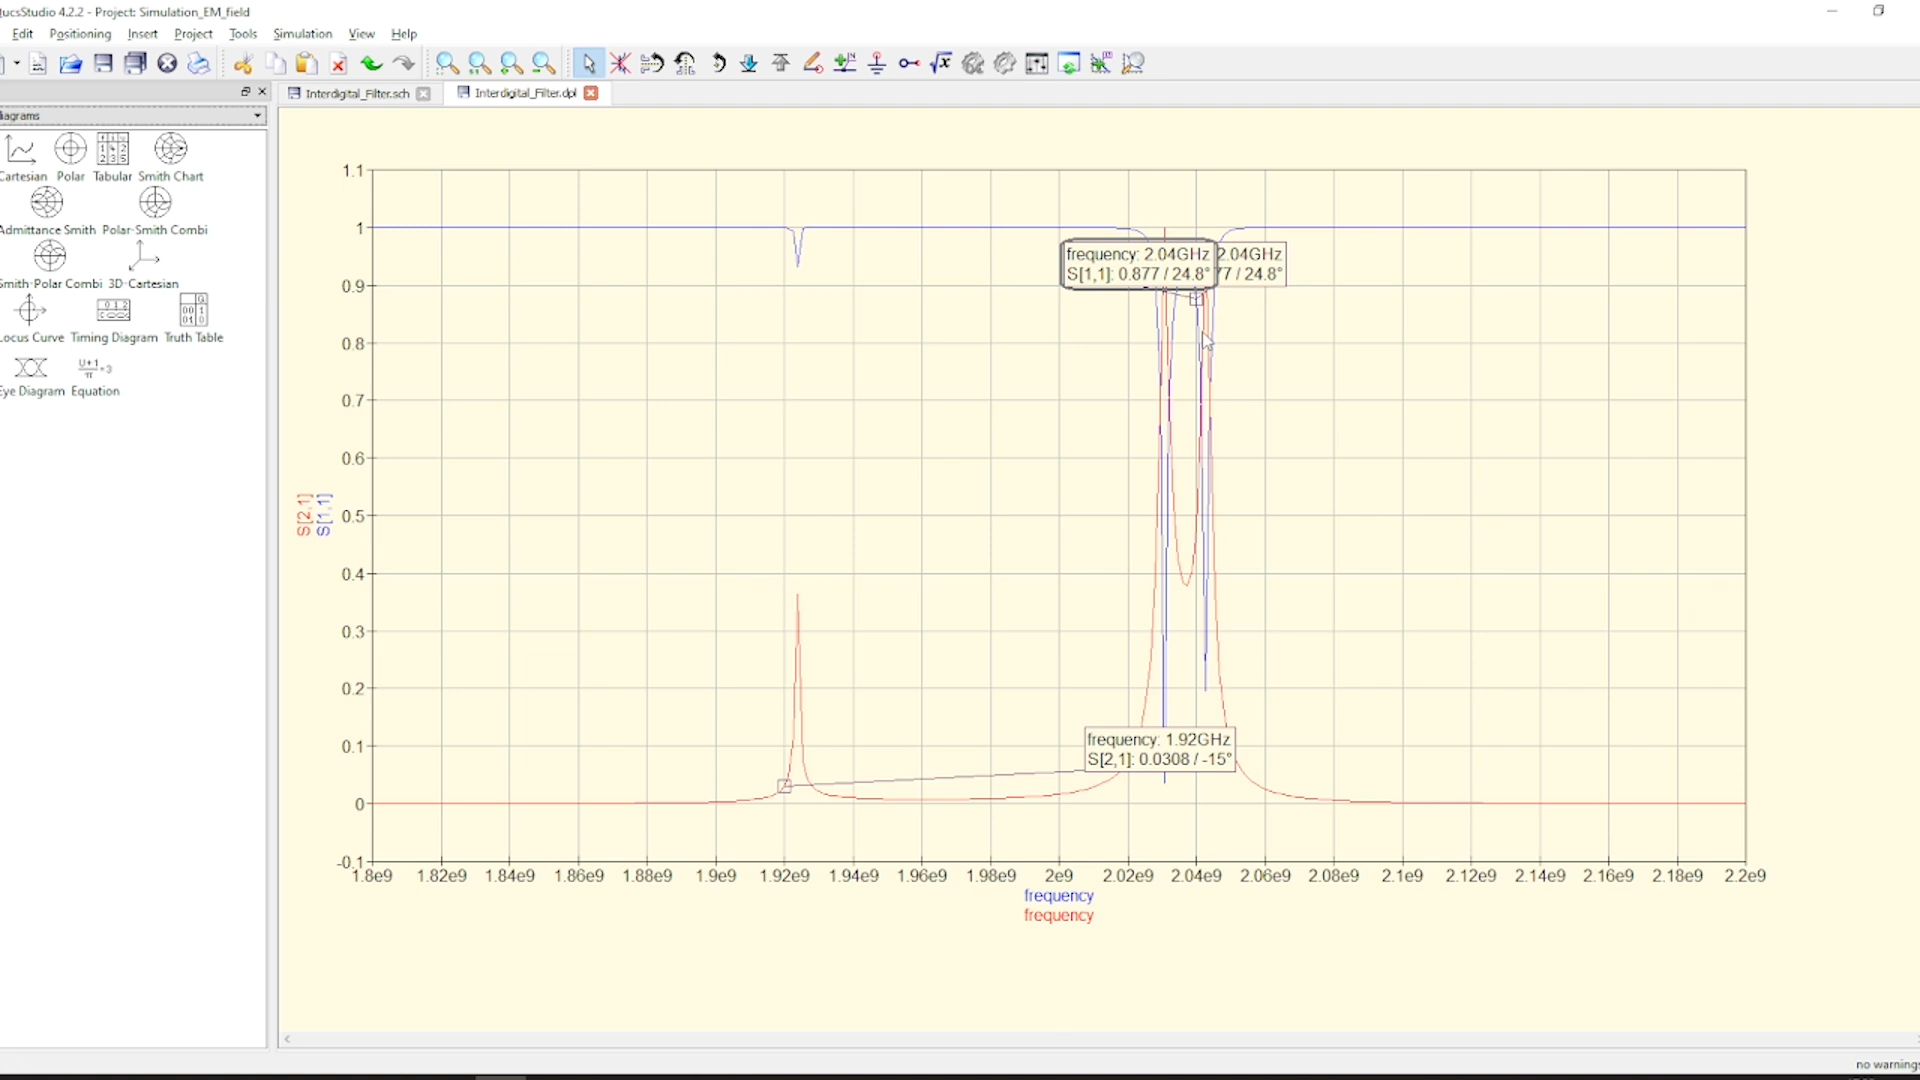 ucsStudio 4.2.2 - Project: Simulation_EM_field
Edit Positioning Insert Project Tools Simulation View Help
Interdigital_Filter.sch Interdigital_Filter.dpl
agrams
Cartesian Polar Tabular Smith Chart
Admittance Smith Polar-Smith Combi
Smith-Polar Combi 3D-Cartesian
Locus Curve Timing Diagram Truth Table
Eye Diagram Equation
1.1
1
0.9
0.8
0.7
0.6
0.5
0.4
0.3
0.2
0.1
0
-0.1
S[2,1]
S[1,1]
frequency: 2.04GHz
S[1,1]: 0.877 / 24.8°
2.04GHz
77 / 24.8°
frequency: 1.92GHz
S[2,1]: 0.0308 / -15°
1.8e9 1.82e9 1.84e9 1.86e9 1.88e9 1.9e9 1.92e9 1.94e9 1.96e9 1.98e9 2e9 2.02e9 2.04e9 2.06e9 2.08e9 2.1e9 2.12e9 2.14e9 2.16e9 2.18e9 2.2e9
frequency
frequency
no warnings